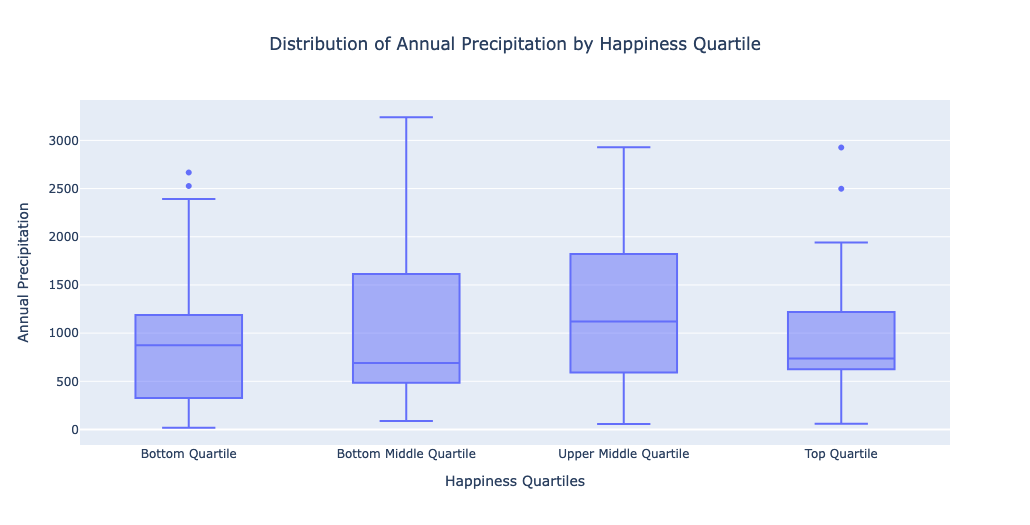 Distribution of Annual Precipitation by Happiness Quartile
Annual Precipitation
3000
2500
2000
1500
1000
500
0
Bottom Quartile
Bottom Middle Quartile
Upper Middle Quartile
Top Quartile
Happiness Quartiles